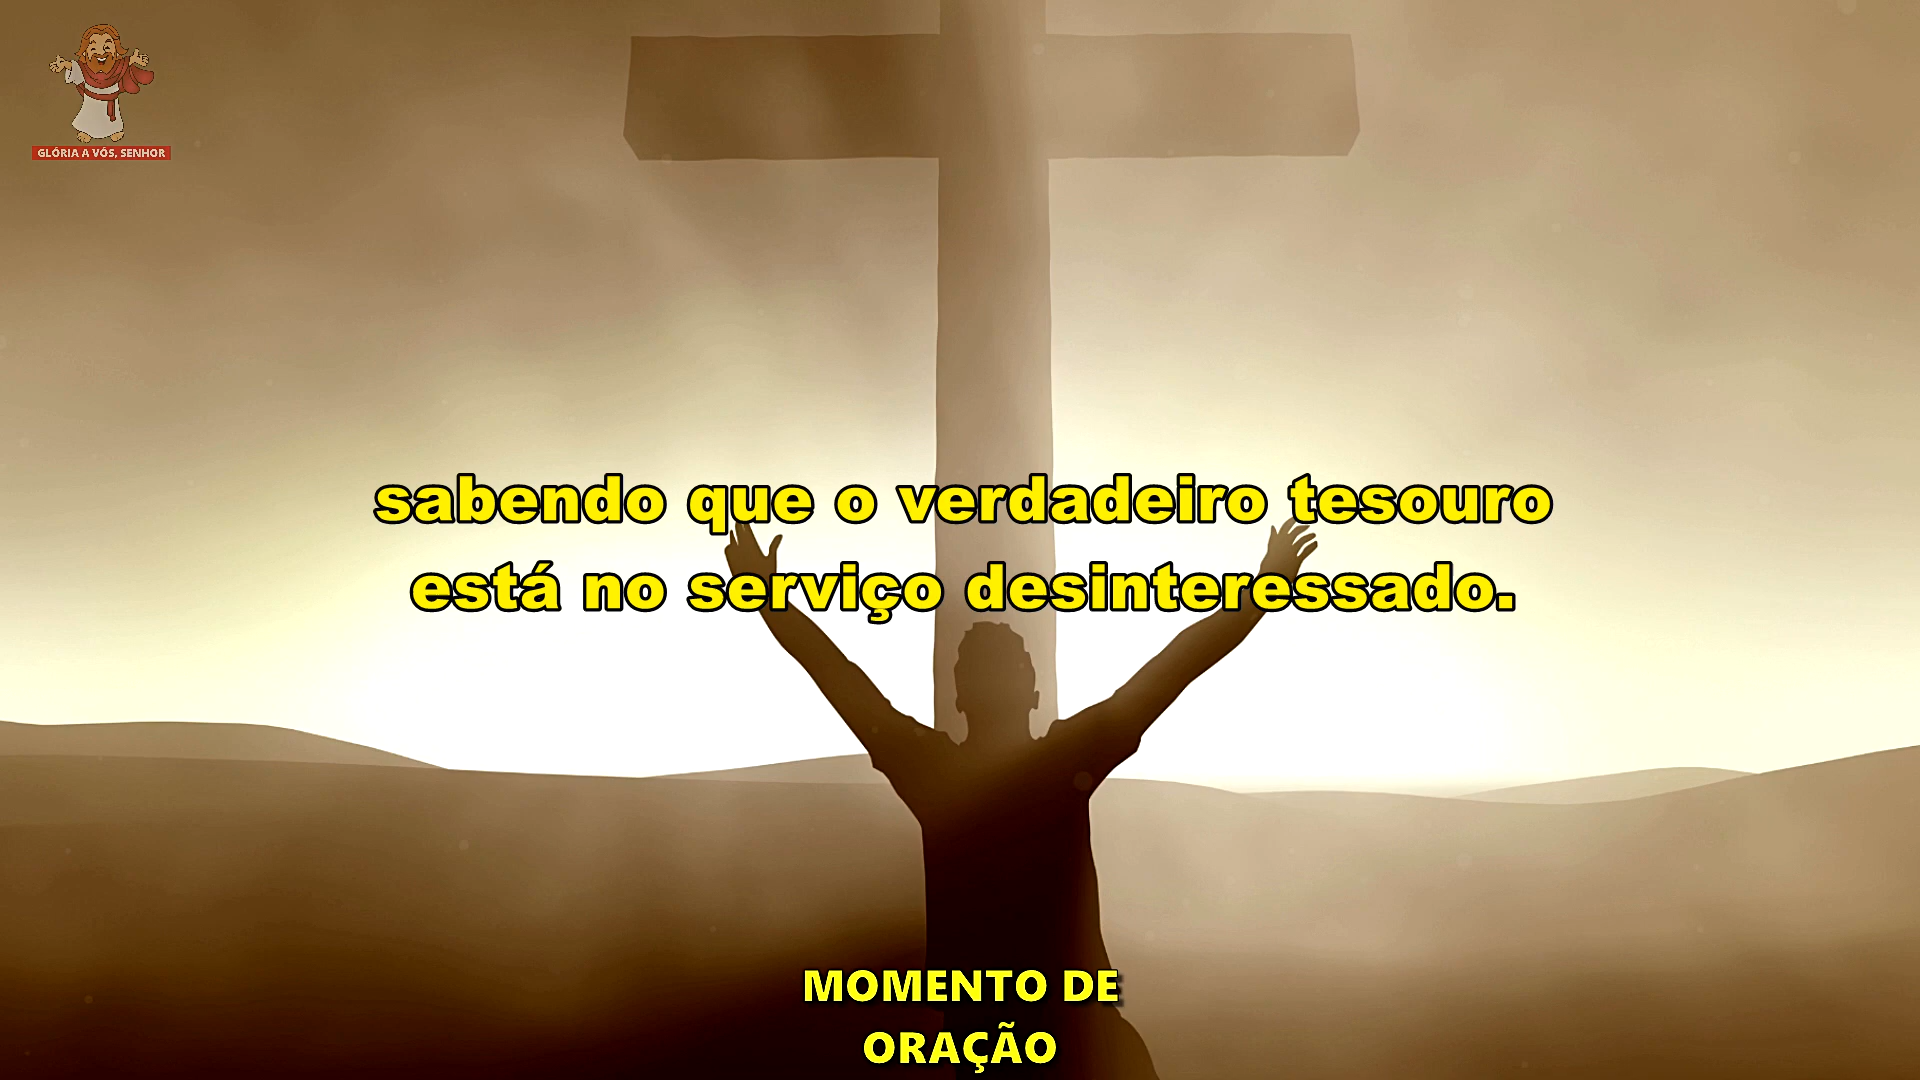 GLÓRIA A VÓS, SENHOR
sabendo que o verdadeiro tesouro
está no serviço desinteressado.
MOMENTO DE
ORAÇÃO